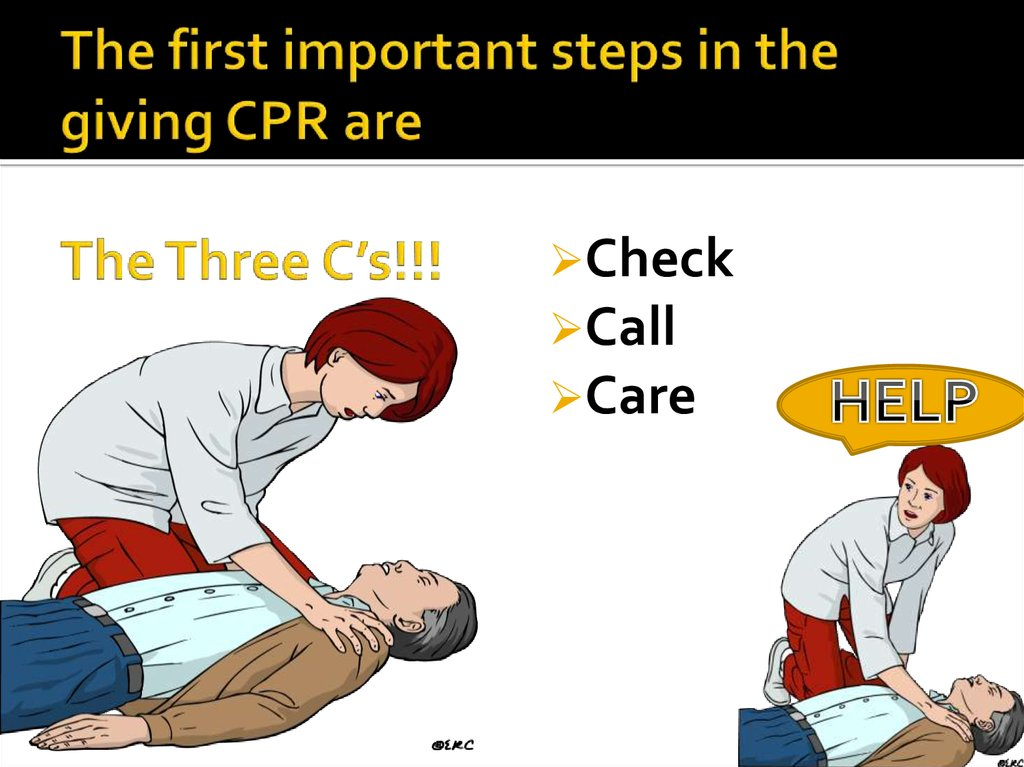 The first important steps in the
giving CPR are
The Three C’s!!!
➢Check
➢Call
➢Care
HELP
©ERC
©ERC